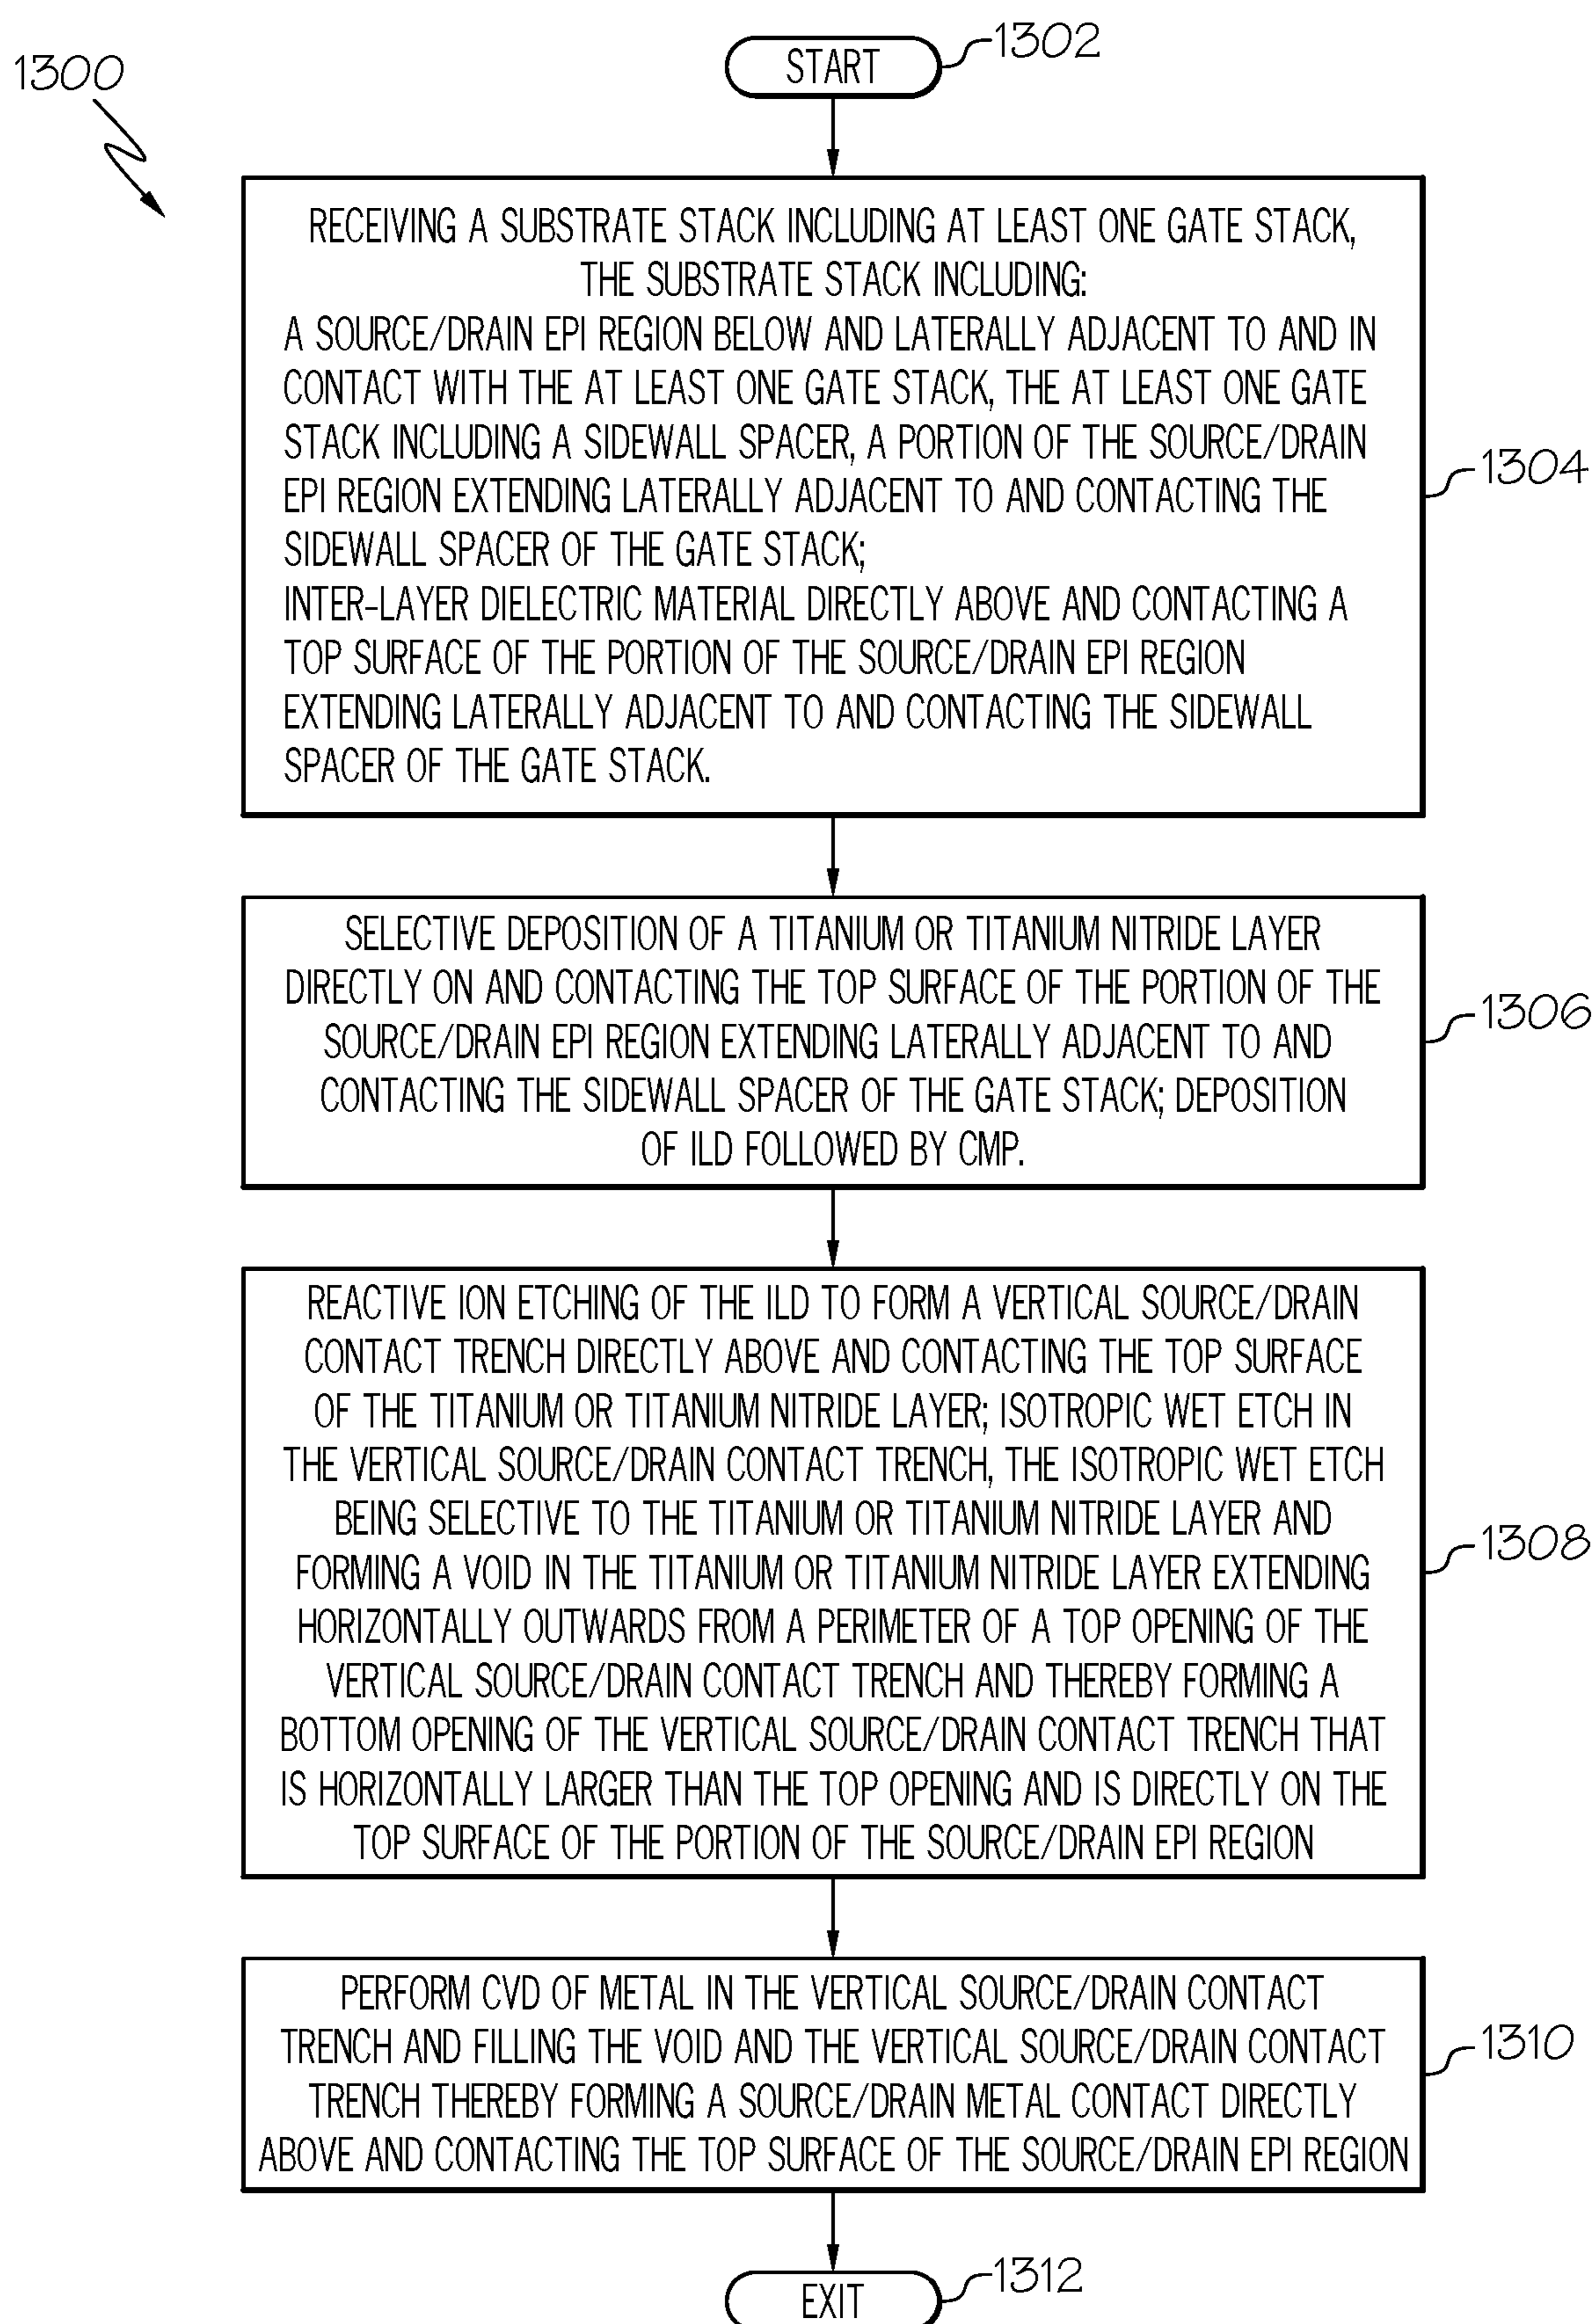 1300
START
1302
RECEIVING A SUBSTRATE STACK INCLUDING AT LEAST ONE GATE STACK,
THE SUBSTRATE STACK INCLUDING:
A SOURCE/DRAIN EPI REGION BELOW AND LATERALLY ADJACENT TO AND IN
CONTACT WITH THE AT LEAST ONE GATE STACK, THE AT LEAST ONE GATE
STACK INCLUDING A SIDEWALL SPACER, A PORTION OF THE SOURCE/DRAIN
EPI REGION EXTENDING LATERALLY ADJACENT TO AND CONTACTING THE
SIDEWALL SPACER OF THE GATE STACK;
INTER-LAYER DIELECTRIC MATERIAL DIRECTLY ABOVE AND CONTACTING A
TOP SURFACE OF THE PORTION OF THE SOURCE/DRAIN EPI REGION
EXTENDING LATERALLY ADJACENT TO AND CONTACTING THE SIDEWALL
SPACER OF THE GATE STACK.
1304
SELECTIVE DEPOSITION OF A TITANIUM OR TITANIUM NITRIDE LAYER
DIRECTLY ON AND CONTACTING THE TOP SURFACE OF THE PORTION OF THE
SOURCE/DRAIN EPI REGION EXTENDING LATERALLY ADJACENT TO AND
CONTACTING THE SIDEWALL SPACER OF THE GATE STACK; DEPOSITION
OF ILD FOLLOWED BY CMP.
1306
REACTIVE ION ETCHING OF THE ILD TO FORM A VERTICAL SOURCE/DRAIN
CONTACT TRENCH DIRECTLY ABOVE AND CONTACTING THE TOP SURFACE
OF THE TITANIUM OR TITANIUM NITRIDE LAYER; ISOTROPIC WET ETCH IN
THE VERTICAL SOURCE/DRAIN CONTACT TRENCH, THE ISOTROPIC WET ETCH
BEING SELECTIVE TO THE TITANIUM OR TITANIUM NITRIDE LAYER AND
FORMING A VOID IN THE TITANIUM OR TITANIUM NITRIDE LAYER EXTENDING
HORIZONTALLY OUTWARDS FROM A PERIMETER OF A TOP OPENING OF THE
VERTICAL SOURCE/DRAIN CONTACT TRENCH AND THEREBY FORMING A
BOTTOM OPENING OF THE VERTICAL SOURCE/DRAIN CONTACT TRENCH THAT
IS HORIZONTALLY LARGER THAN THE TOP OPENING AND IS DIRECTLY ON THE
TOP SURFACE OF THE PORTION OF THE SOURCE/DRAIN EPI REGION
1308
PERFORM CVD OF METAL IN THE VERTICAL SOURCE/DRAIN CONTACT
TRENCH AND FILLING THE VOID AND THE VERTICAL SOURCE/DRAIN CONTACT
TRENCH THEREBY FORMING A SOURCE/DRAIN METAL CONTACT DIRECTLY
ABOVE AND CONTACTING THE TOP SURFACE OF THE SOURCE/DRAIN EPI REGION
1310
EXIT
1312